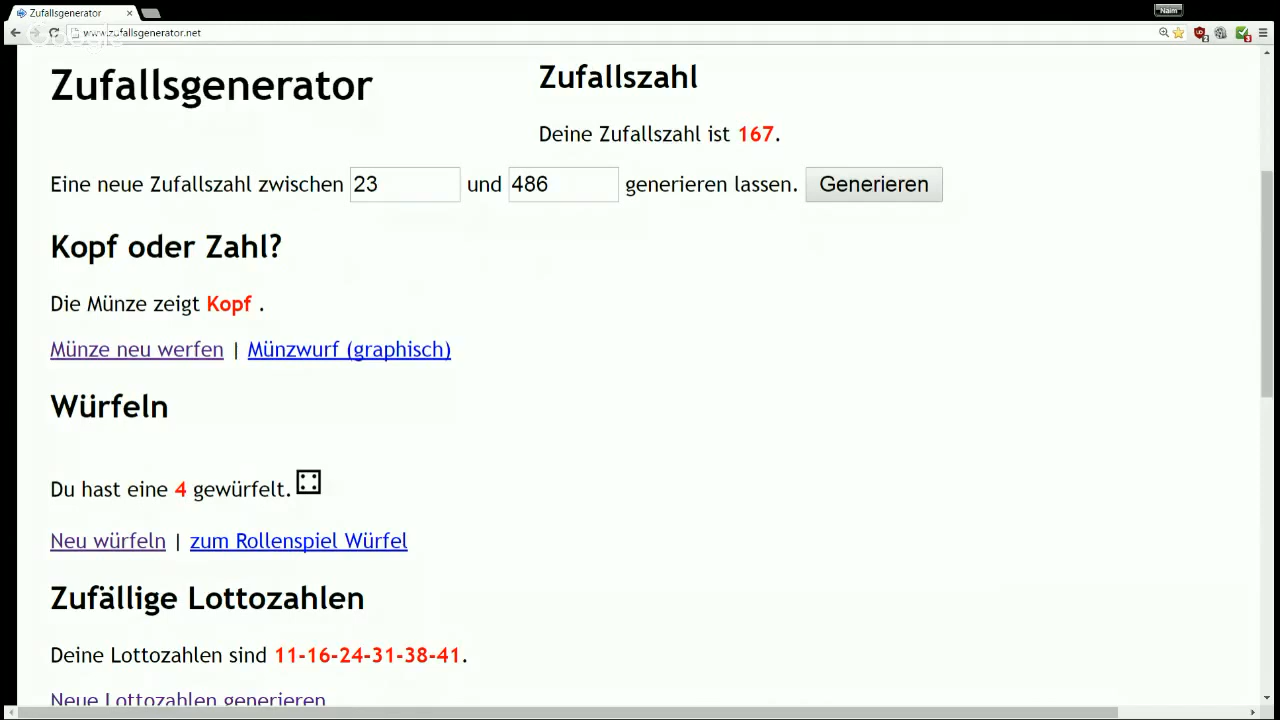 Zufallsgenerator
Naim
www.zufallsgenerator.net
Google
Zufallsgenerator
Zufallszahl
Deine Zufallszahl ist 167.
Eine neue Zufallszahl zwischen 23 und 486 generieren lassen. Generieren
Kopf oder Zahl?
Die Münze zeigt Kopf .
Münze neu werfen | Münzwurf (graphisch)
Würfeln
Du hast eine 4 gewürfelt.
Neu würfeln | zum Rollenspiel Würfel
Zufällige Lottozahlen
Deine Lottozahlen sind 11-16-24-31-38-41.
Neue Lottozahlen generieren